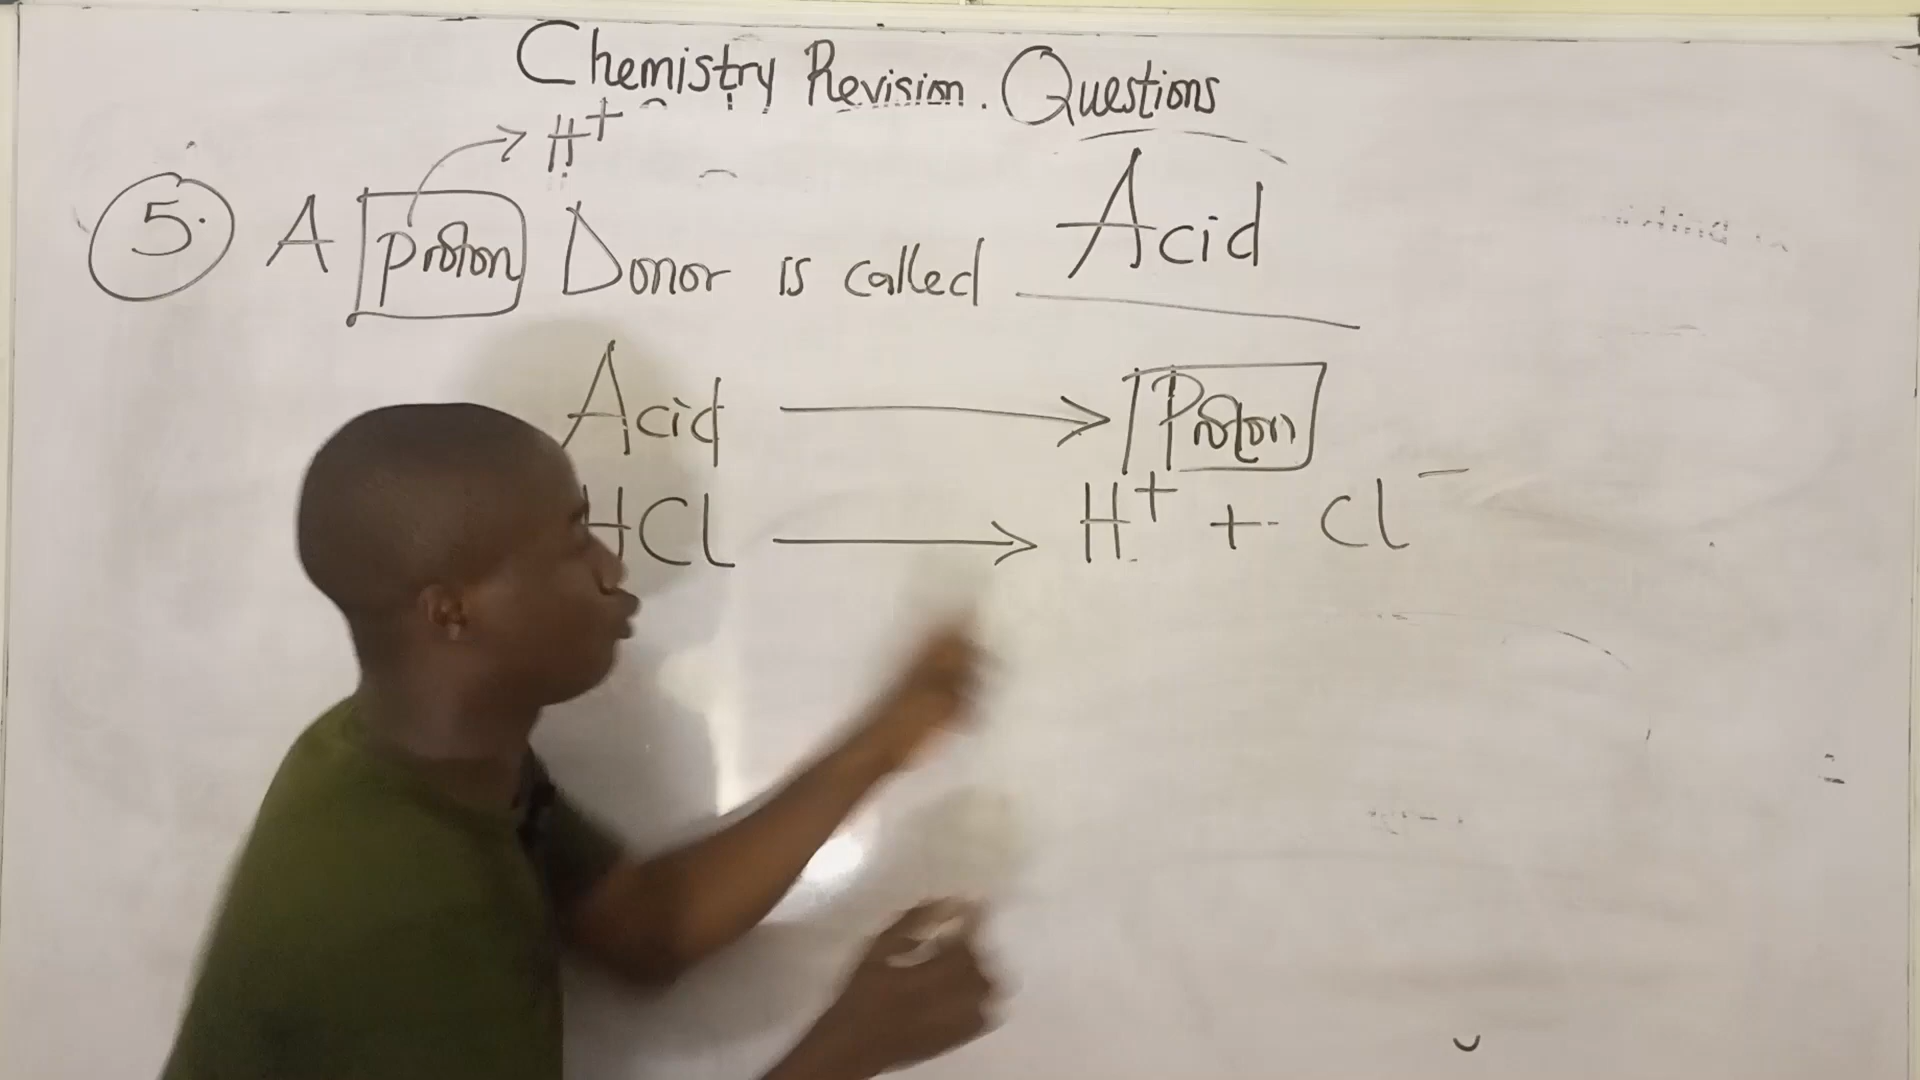 Chemistry Revision. Questions
H⁺
5. A proton Donor is called Acid
Acid → Proton
HCl → H⁺ + Cl⁻